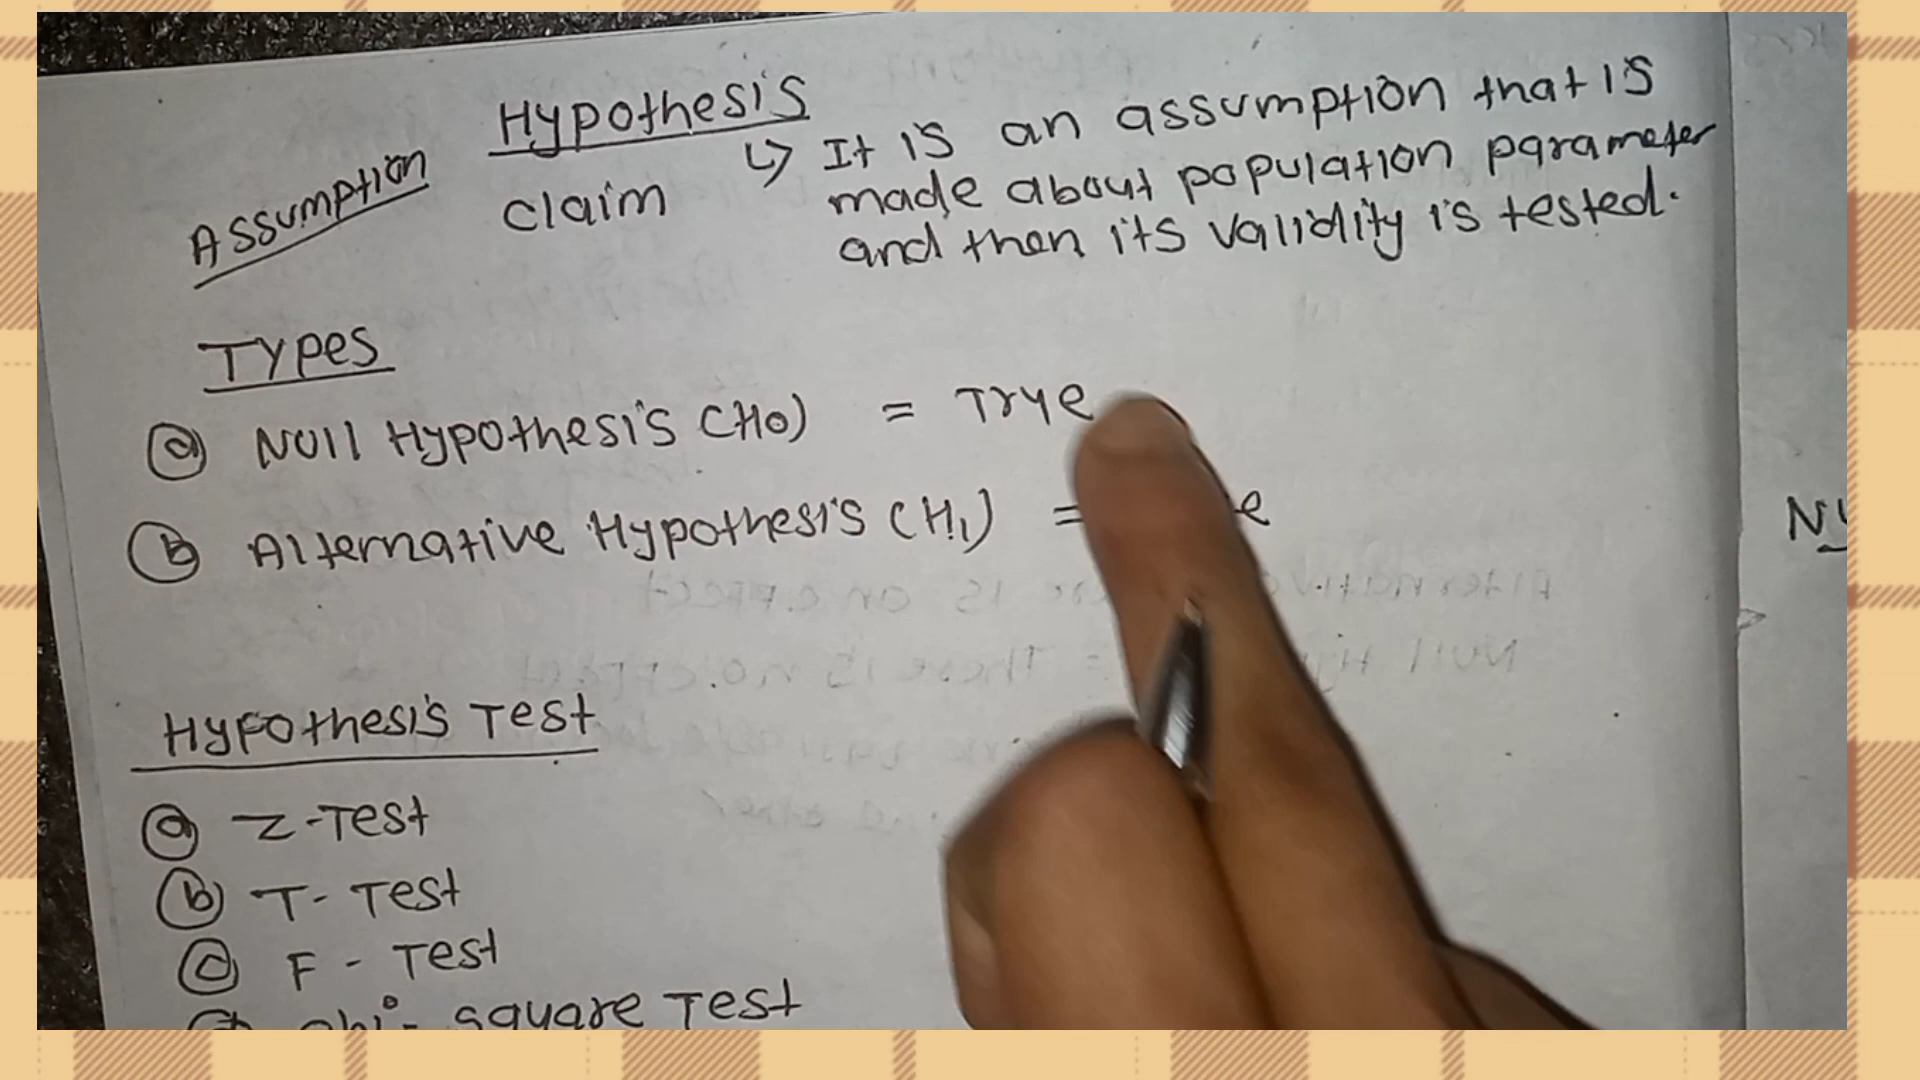 Hypothesis
Assumption
claim
↳ It is an assumption that is
made about population parameter
and then its validity is tested.
Types
(a) Null Hypothesis (H0) = True
(b) Alternative Hypothesis (H1) =
Hypothesis Test
(a) Z-Test
(b) T-Test
(c) F-Test
chi-square Test